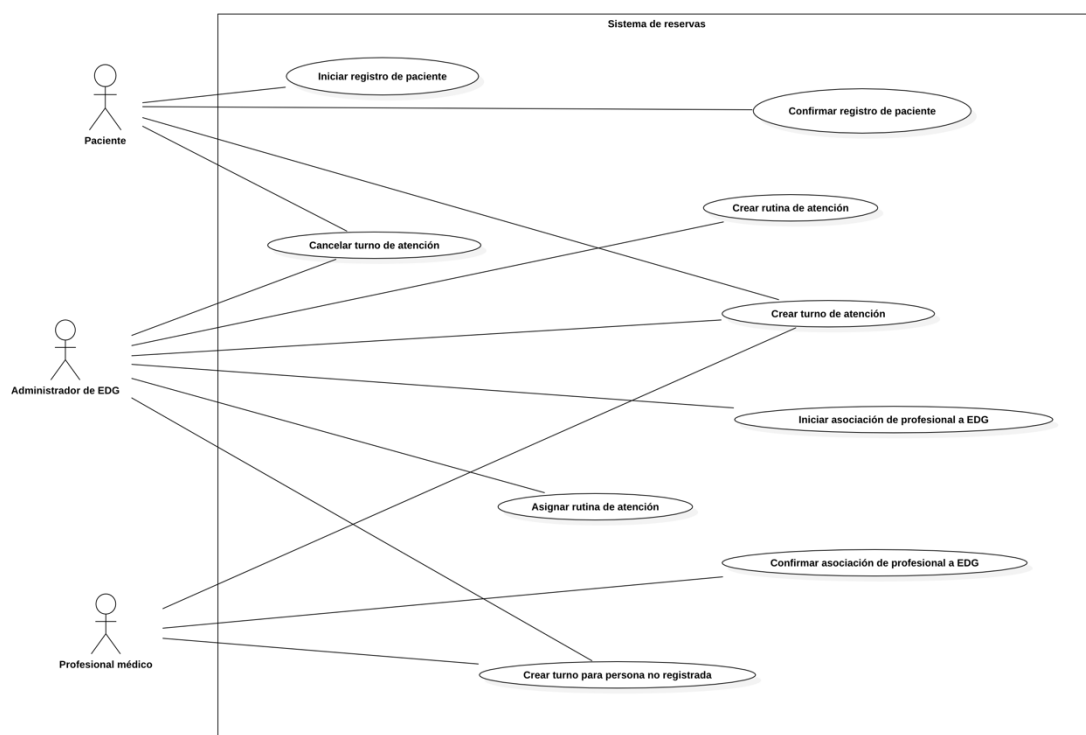 Sistema de reservas
Iniciar registro de paciente
Confirmar registro de paciente
Paciente
Crear rutina de atención
Cancelar turno de atención
Crear turno de atención
Administrador de EDG
Iniciar asociación de profesional a EDG
Asignar rutina de atención
Confirmar asociación de profesional a EDG
Profesional médico
Crear turno para persona no registrada